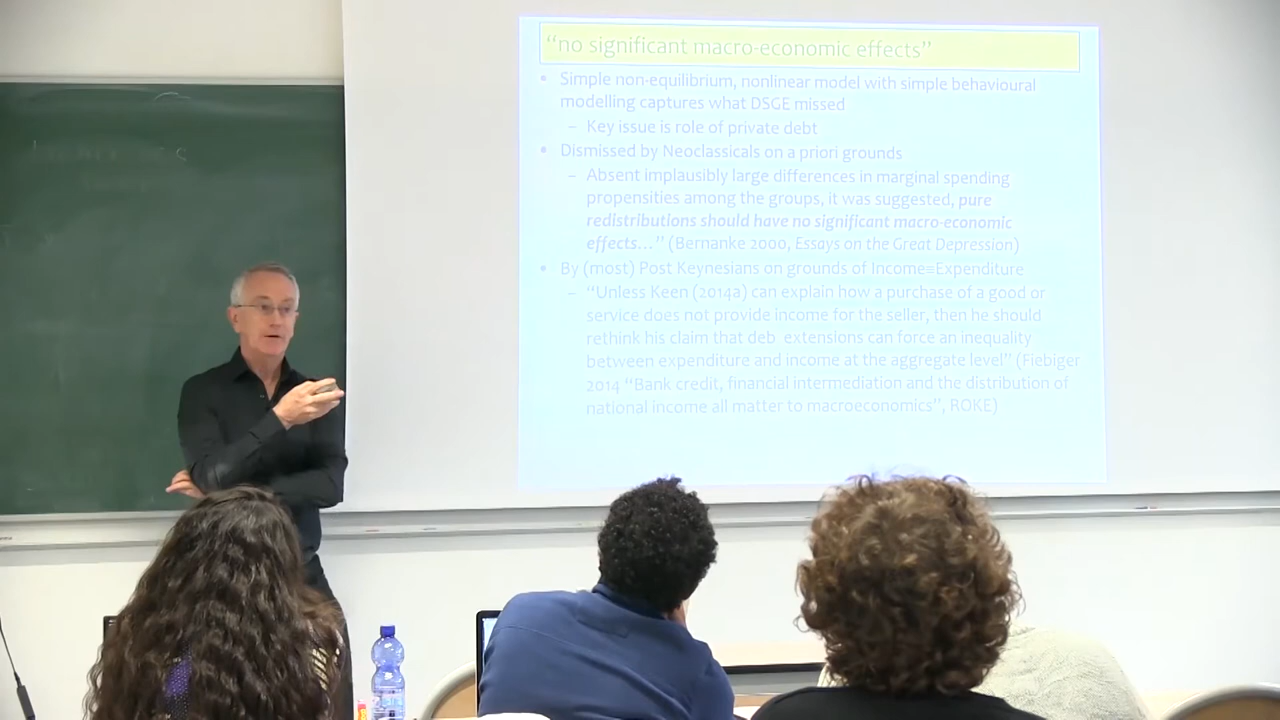 “no significant macro-economic effects”
• Simple non-equilibrium, nonlinear model with simple behavioural
modelling captures what DSGE missed
– Key issue is role of private debt
• Dismissed by Neoclassicals on a priori grounds
– Absent implausibly large differences in marginal spending
propensities among the groups, it was suggested, pure
redistributions should have no significant macro-economic
effects…” (Bernanke 2000, Essays on the Great Depression)
• By (most) Post Keynesians on grounds of Income≡Expenditure
– “Unless Keen (2014a) can explain how a purchase of a good or
service does not provide income for the seller, then he should
rethink his claim that deb extensions can force an inequality
between expenditure and income at the aggregate level” (Fiebiger
2014 “Bank credit, financial intermediation and the distribution of
national income all matter to macroeconomics”, ROKE)